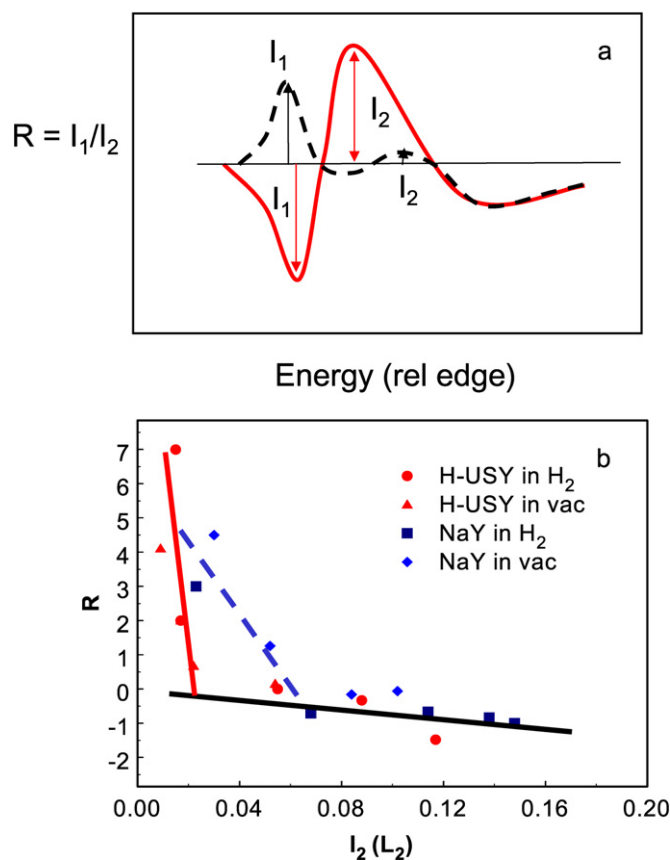 a
I₁
R = I₁/I₂
I₂
I₁
I₂
Energy (rel edge)
b
7
6
5
4
3
2
1
0
-1
-2
R
H-USY in H₂
H-USY in vac
NaY in H₂
NaY in vac
0.00 0.04 0.08 0.12 0.16 0.20
I₂ (L₂)